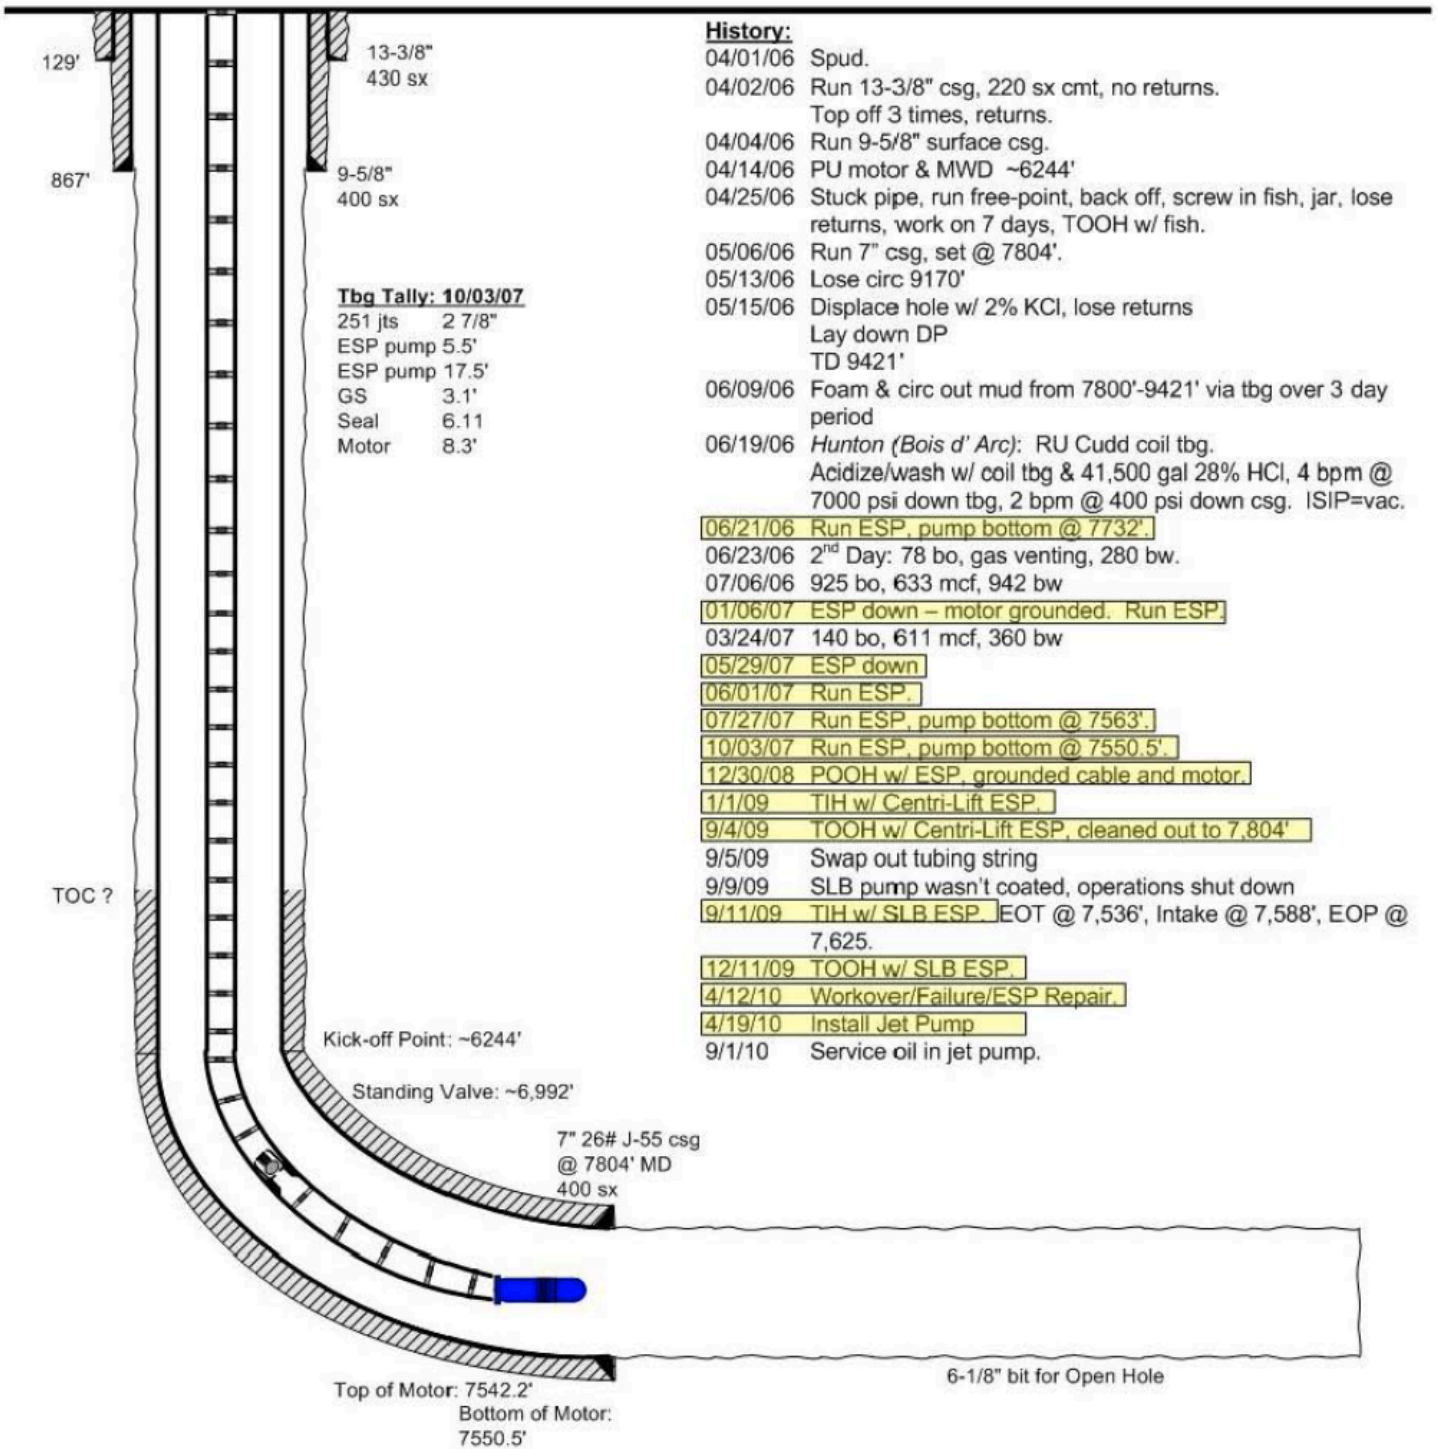 129'
13-3/8"
430 sx
867'
9-5/8"
400 sx
Tbg Tally: 10/03/07
251 jts 2 7/8"
ESP pump 5.5'
ESP pump 17.5'
GS 3.1'
Seal 6.11
Motor 8.3'
TOC ?
Kick-off Point: ~6244'
Standing Valve: ~6,992'
7" 26# J-55 csg
@ 7804' MD
400 sx
Top of Motor: 7542.2'
Bottom of Motor:
7550.5'
6-1/8" bit for Open Hole
History:
04/01/06 Spud.
04/02/06 Run 13-3/8" csg, 220 sx cmt, no returns.
Top off 3 times, returns.
04/04/06 Run 9-5/8" surface csg.
04/14/06 PU motor & MWD ~6244'
04/25/06 Stuck pipe, run free-point, back off, screw in fish, jar, lose
returns, work on 7 days, TOOH w/ fish.
05/06/06 Run 7" csg, set @ 7804'.
05/13/06 Lose circ 9170'
05/15/06 Displace hole w/ 2% KCl, lose returns
Lay down DP
TD 9421'
06/09/06 Foam & circ out mud from 7800'-9421' via tbg over 3 day
period
06/19/06 Hunton (Bois d' Arc): RU Cudd coil tbg.
Acidize/wash w/ coil tbg & 41,500 gal 28% HCl, 4 bpm @
7000 psi down tbg, 2 bpm @ 400 psi down csg. ISIP=vac.
06/21/06 Run ESP, pump bottom @ 7732'.
06/23/06 2nd Day: 78 bo, gas venting, 280 bw.
07/06/06 925 bo, 633 mcf, 942 bw
01/06/07 ESP down – motor grounded. Run ESP.
03/24/07 140 bo, 611 mcf, 360 bw
05/29/07 ESP down
06/01/07 Run ESP.
07/27/07 Run ESP, pump bottom @ 7563'.
10/03/07 Run ESP, pump bottom @ 7550.5'.
12/30/08 POOH w/ ESP, grounded cable and motor.
1/1/09 TIH w/ Centri-Lift ESP.
9/4/09 TOOH w/ Centri-Lift ESP, cleaned out to 7,804'
9/5/09 Swap out tubing string
9/9/09 SLB pump wasn't coated, operations shut down
9/11/09 TIH w/ SLB ESP. EOT @ 7,536', Intake @ 7,588', EOP @
7,625.
12/11/09 TOOH w/ SLB ESP.
4/12/10 Workover/Failure/ESP Repair.
4/19/10 Install Jet Pump
9/1/10 Service oil in jet pump.